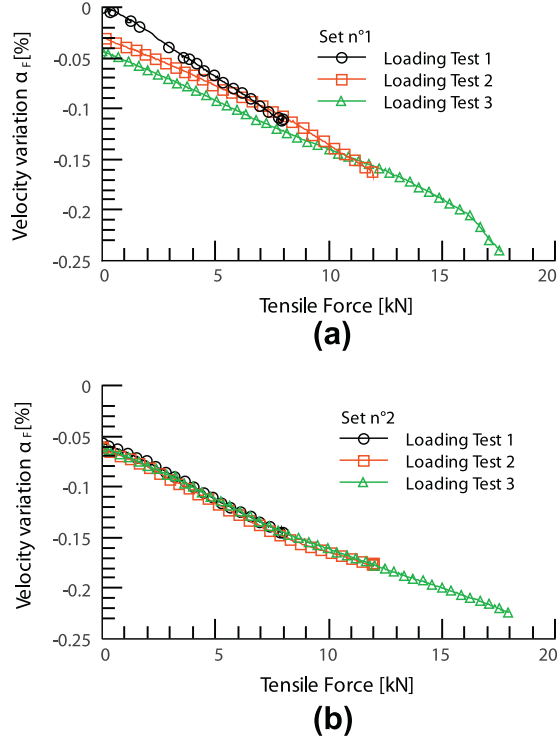 0
-0.05
-0.1
-0.15
-0.2
-0.25
Velocity variation α F[%]
Set n°1
Loading Test 1
Loading Test 2
Loading Test 3
0 5 10 15 20
Tensile Force [kN]
(a)
0
-0.05
-0.1
-0.15
-0.2
-0.25
Velocity variation α F[%]
Set n°2
Loading Test 1
Loading Test 2
Loading Test 3
0 5 10 15 20
Tensile Force [kN]
(b)